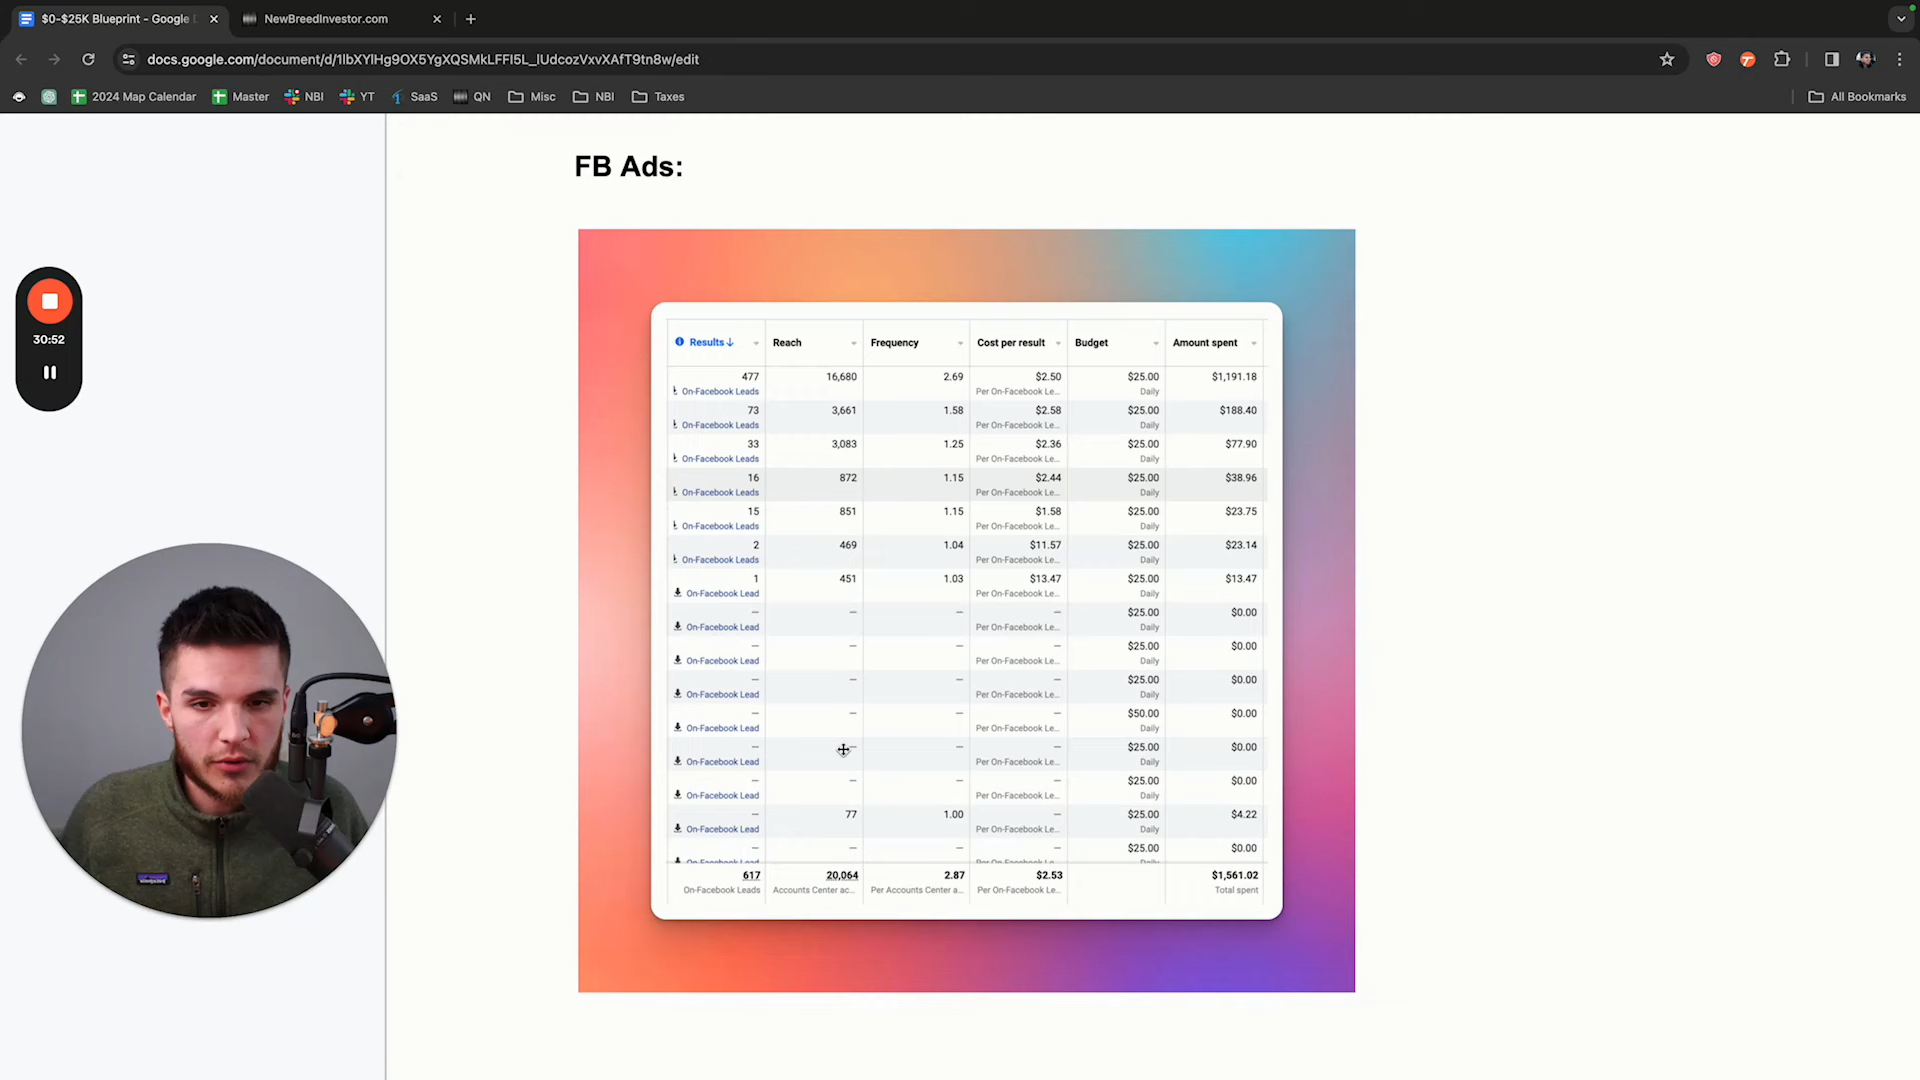 $0-$25K Blueprint - Google
NewBreedInvestor.com
docs.google.com/document/d/1lbXYlHg9OX5YgXQSMkLFFI5L_lUdcozVxvXAfT9tn8w/edit
2024 Map Calendar Master NBI YT SaaS QN Misc NBI Taxes All Bookmarks
FB Ads:
30:52
Results Reach Frequency Cost per result Budget Amount spent
477 16,680 2.69 $2.50 $25.00 $1,191.18
On-Facebook Leads Per On-Facebook Le... Daily
73 3,661 1.58 $2.58 $25.00 $188.40
On-Facebook Leads Per On-Facebook Le... Daily
33 3,083 1.25 $2.36 $25.00 $77.90
On-Facebook Leads Per On-Facebook Le... Daily
16 872 1.15 $2.44 $25.00 $38.96
On-Facebook Leads Per On-Facebook Le... Daily
15 851 1.15 $1.58 $25.00 $23.75
On-Facebook Leads Per On-Facebook Le... Daily
2 469 1.04 $11.57 $25.00 $23.14
On-Facebook Leads Per On-Facebook Le... Daily
1 451 1.03 $13.47 $25.00 $13.47
On-Facebook Lead Per On-Facebook Le... Daily
— — — — $25.00 $0.00
On-Facebook Lead Per On-Facebook Le... Daily
— — — — $25.00 $0.00
On-Facebook Lead Per On-Facebook Le... Daily
— — — — $25.00 $0.00
On-Facebook Lead Per On-Facebook Le... Daily
— — — — $50.00 $0.00
On-Facebook Lead Per On-Facebook Le... Daily
— — — — $25.00 $0.00
On-Facebook Lead Per On-Facebook Le... Daily
— — — — $25.00 $0.00
On-Facebook Lead Per On-Facebook Le... Daily
— 77 1.00 — $25.00 $4.22
On-Facebook Lead Per On-Facebook Le... Daily
— — — — $25.00 $0.00
On-Facebook Lead Per On-Facebook Le... Daily
617 20,064 2.87 $2.53 $1,561.02
On-Facebook Leads Accounts Center ac... Per Accounts Center a... Per On-Facebook Le... Total spent